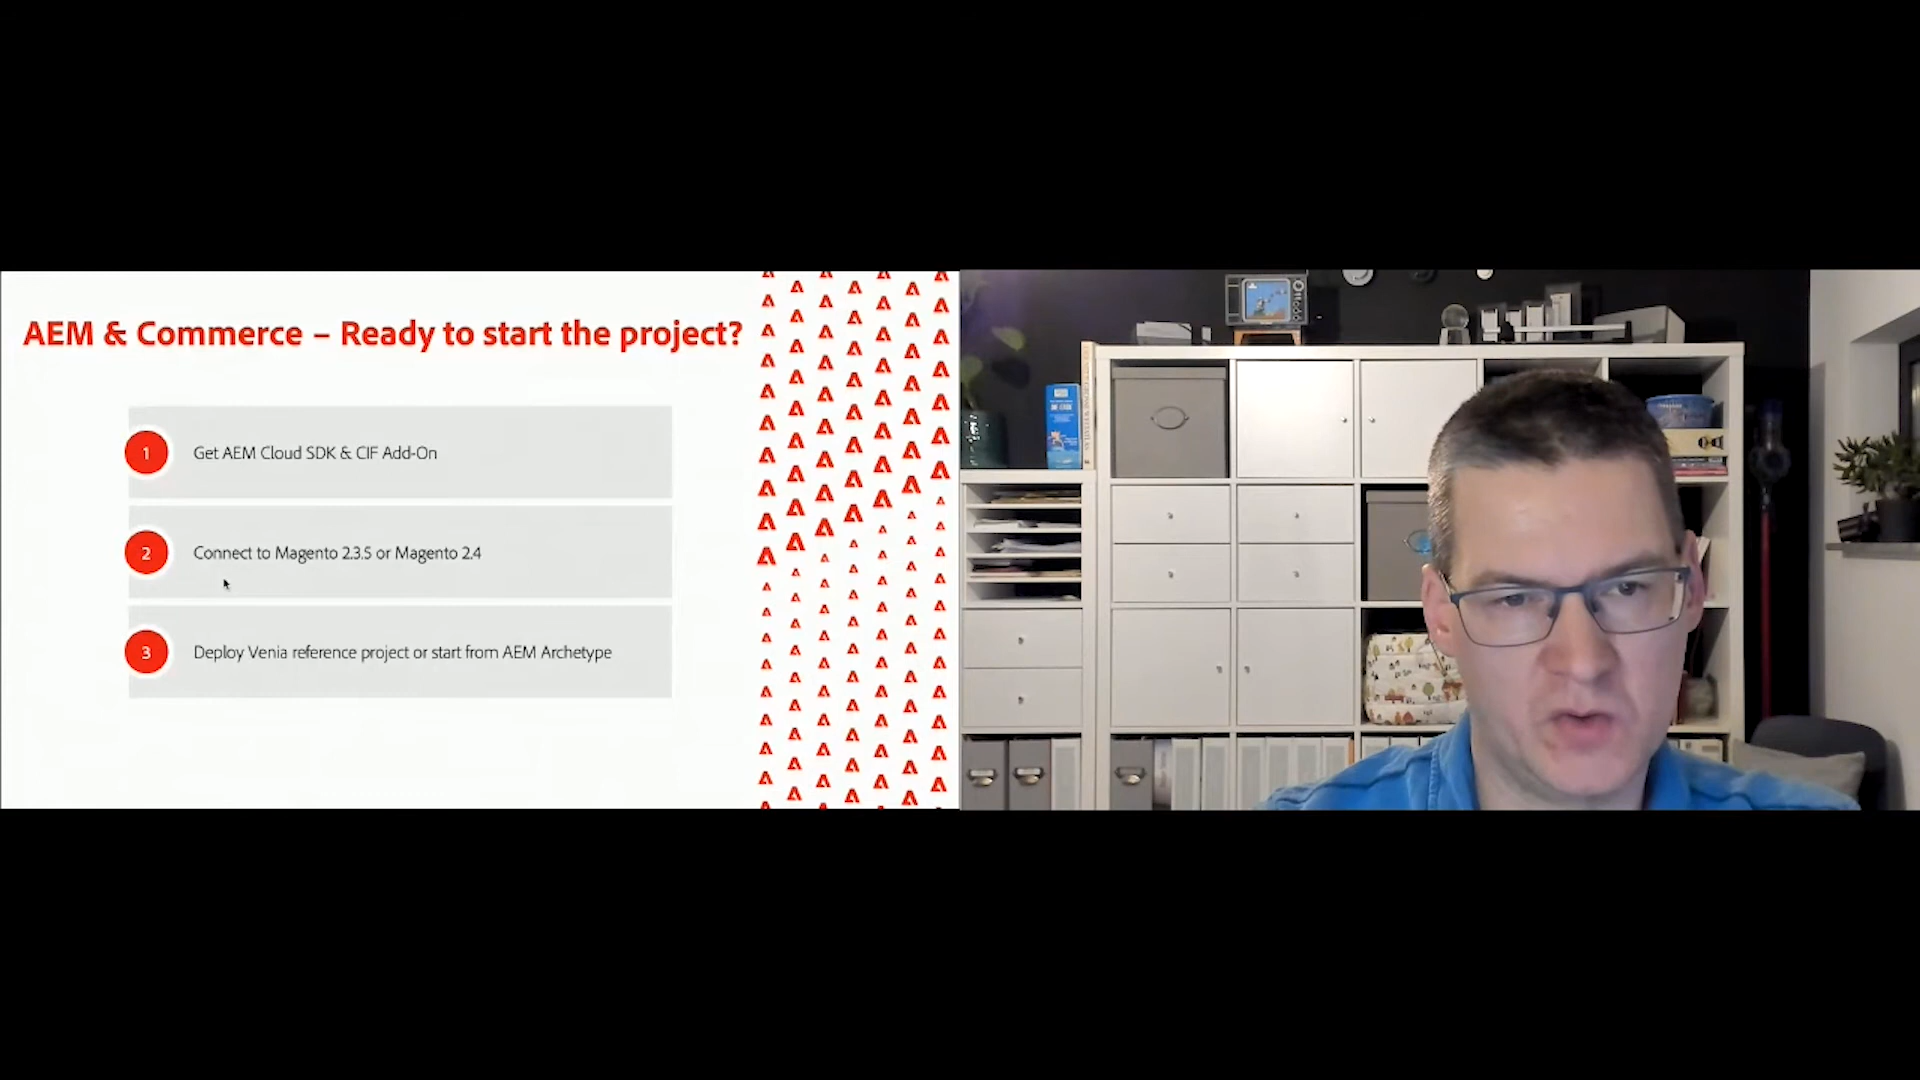 AEM & Commerce – Ready to start the project?
1 Get AEM Cloud SDK & CIF Add-On
2 Connect to Magento 2.3.5 or Magento 2.4
3 Deploy Venia reference project or start from AEM Archetype